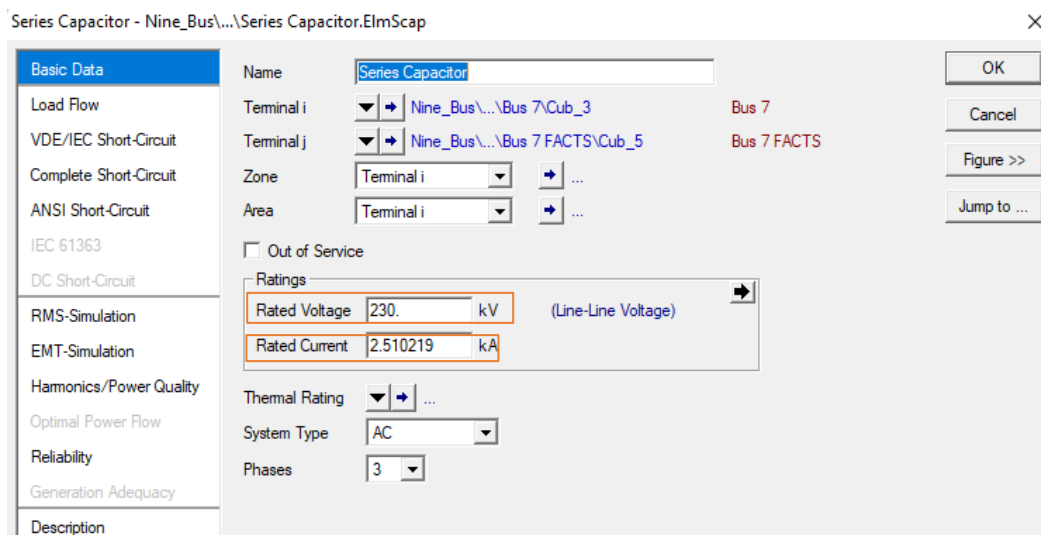 Series Capacitor - Nine_Bus\...\Series Capacitor.ElmScap
Basic Data
Load Flow
VDE/IEC Short-Circuit
Complete Short-Circuit
ANSI Short-Circuit
IEC 61363
DC Short-Circuit
RMS-Simulation
EMT-Simulation
Harmonics/Power Quality
Optimal Power Flow
Reliability
Generation Adequacy
Description
Name Series Capacitor
Terminal i Nine_Bus\...\Bus 7\Cub_3 Bus 7
Terminal j Nine_Bus\...\Bus 7 FACTS\Cub_5 Bus 7 FACTS
Zone Terminal i ...
Area Terminal i ...
Out of Service
Ratings
Rated Voltage 230. kV (Line-Line Voltage)
Rated Current 2.510219 kA
Thermal Rating ...
System Type AC
Phases 3
OK
Cancel
Figure >>
Jump to ...